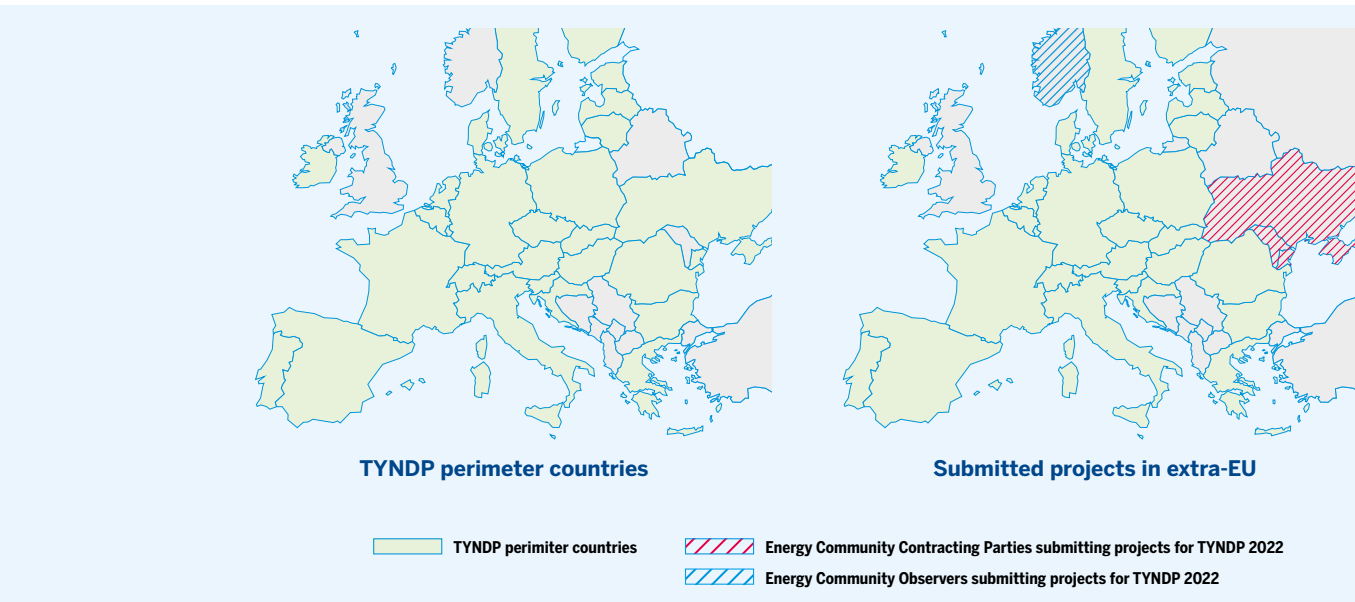 TYNDP perimeter countries
Submitted projects in extra-EU
TYNDP perimiter countries
Energy Community Contracting Parties submitting projects for TYNDP 2022
Energy Community Observers submitting projects for TYNDP 2022